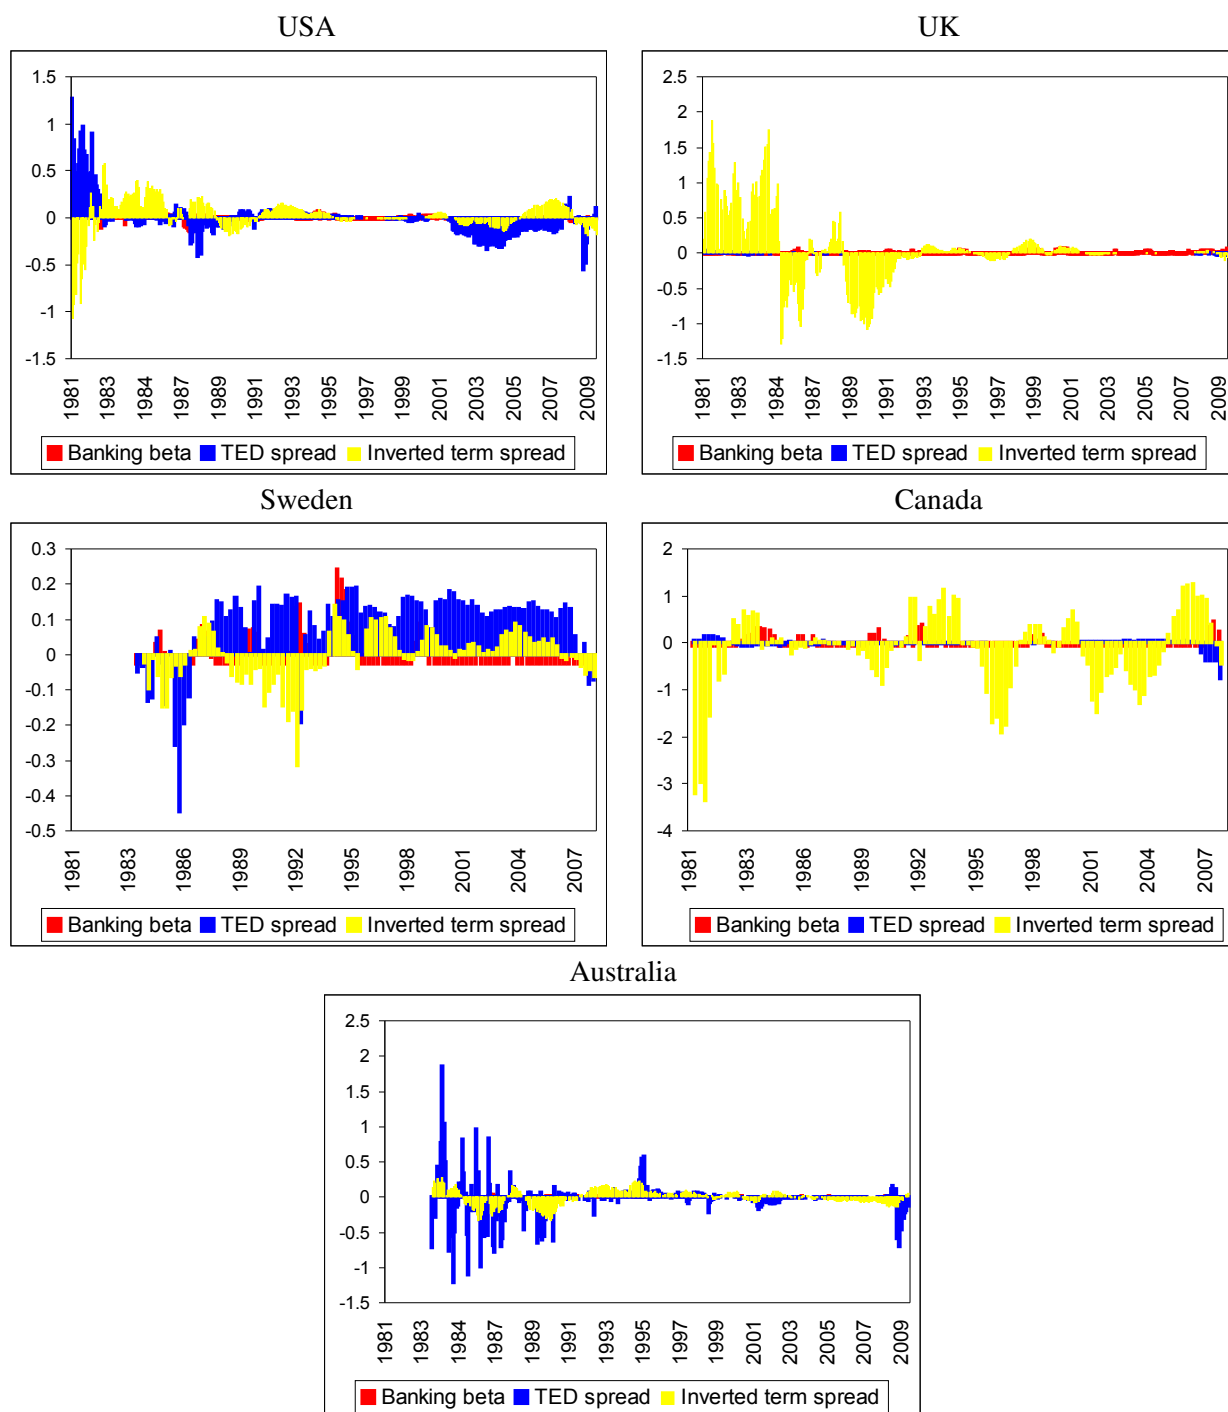 USA
1.5
1
0.5
0
-0.5
-1
-1.5
1981 1983 1984 1987 1989 1991 1993 1995 1997 1999 2001 2003 2005 2007 2009
Banking beta TED spread Inverted term spread
UK
2.5
2
1.5
1
0.5
0
-0.5
-1
-1.5
1981 1983 1984 1987 1989 1991 1993 1995 1997 1999 2001 2003 2005 2007 2009
Banking beta TED spread Inverted term spread
Sweden
0.3
0.2
0.1
0
-0.1
-0.2
-0.3
-0.4
-0.5
1981 1983 1986 1989 1992 1995 1998 2001 2004 2007
Banking beta TED spread Inverted term spread
Canada
2
1
0
-1
-2
-3
-4
1981 1983 1986 1989 1992 1995 1998 2001 2004 2007
Banking beta TED spread Inverted term spread
Australia
2.5
2
1.5
1
0.5
0
-0.5
-1
-1.5
1981 1983 1984 1987 1989 1991 1993 1995 1997 1999 2001 2003 2005 2007 2009
Banking beta TED spread Inverted term spread